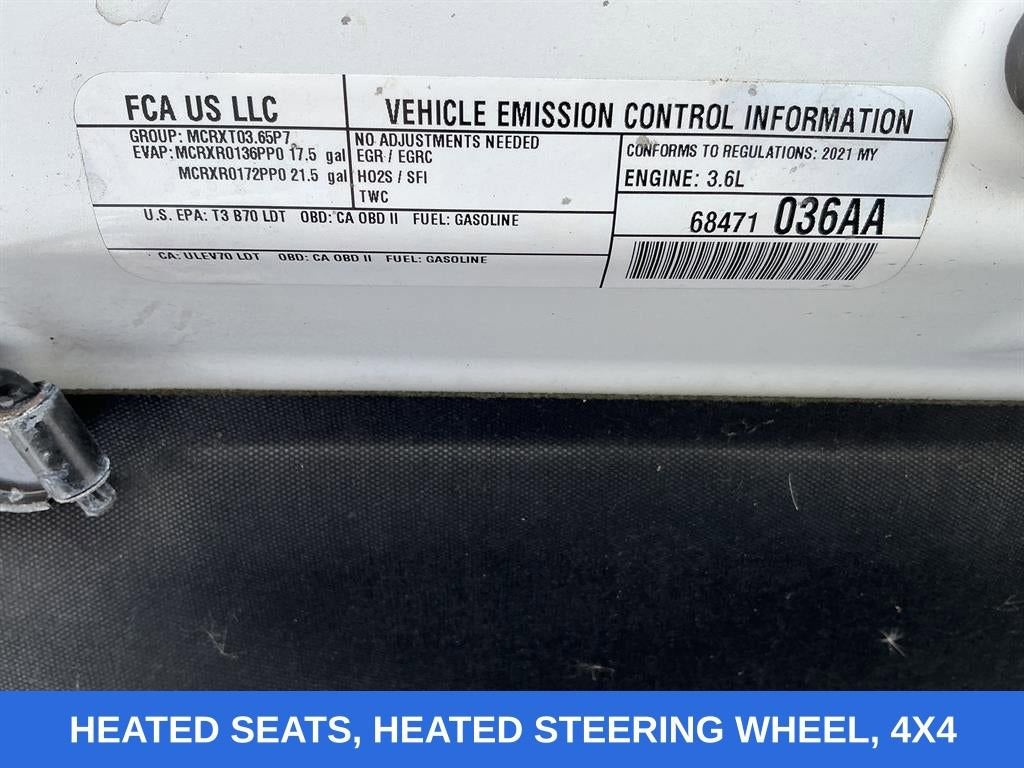 FCA US LLC
VEHICLE EMISSION CONTROL INFORMATION
GROUP: MCRXT03.65P7
EVAP: MCRXR0136PP0 17.5 gal
MCRXR0172PP0 21.5 gal
NO ADJUSTMENTS NEEDED
EGR / EGRC
HO2S / SFI
TWC
CONFORMS TO REGULATIONS: 2021 MY
ENGINE: 3.6L
U.S. EPA: T3 B70 LDT OBD: CA OBD II FUEL: GASOLINE
68471 036AA
CA: ULEV70 LDT OBD: CA OBD II FUEL: GASOLINE
HEATED SEATS, HEATED STEERING WHEEL, 4X4